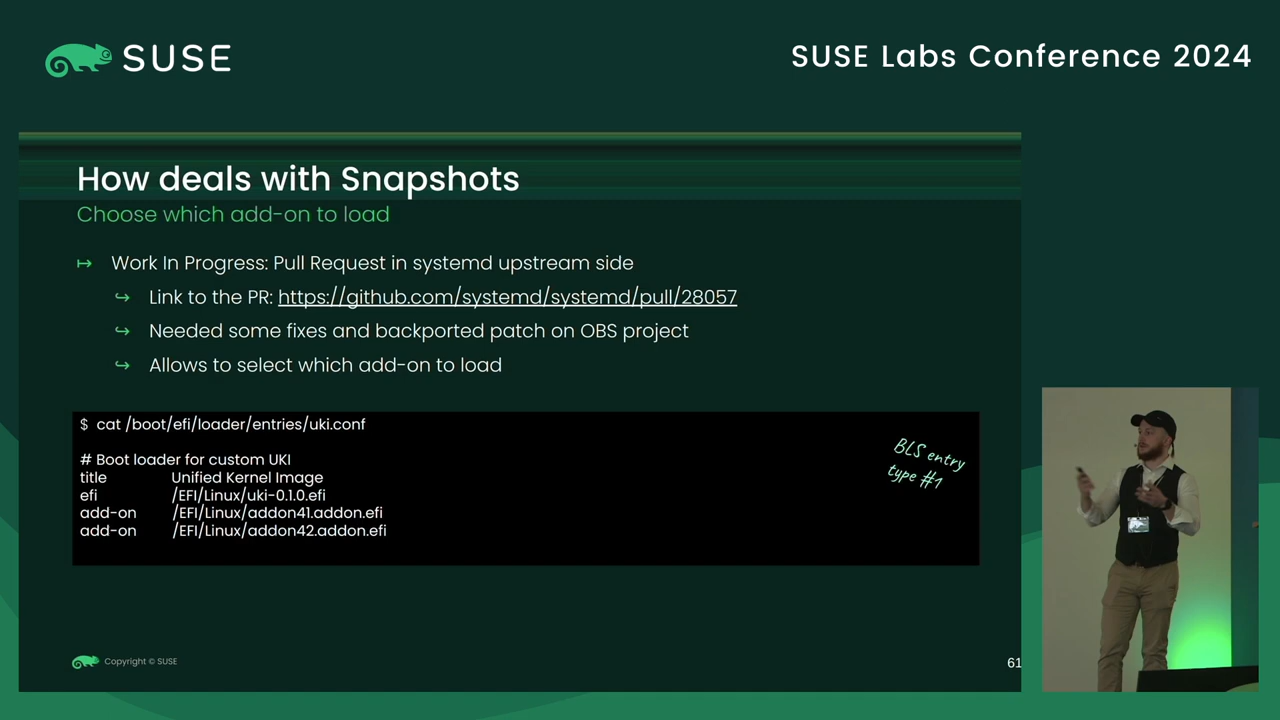 SUSE
SUSE Labs Conference 2024
How deals with Snapshots
Choose which add-on to load
↦ Work In Progress: Pull Request in systemd upstream side
↪ Link to the PR: https://github.com/systemd/systemd/pull/28057
↪ Needed some fixes and backported patch on OBS project
↪ Allows to select which add-on to load
$ cat /boot/efi/loader/entries/uki.conf
# Boot loader for custom UKI
title Unified Kernel Image
efi /EFI/Linux/uki-0.1.0.efi
add-on /EFI/Linux/addon41.addon.efi
add-on /EFI/Linux/addon42.addon.efi
BLS entry
type #1
Copyright © SUSE
61